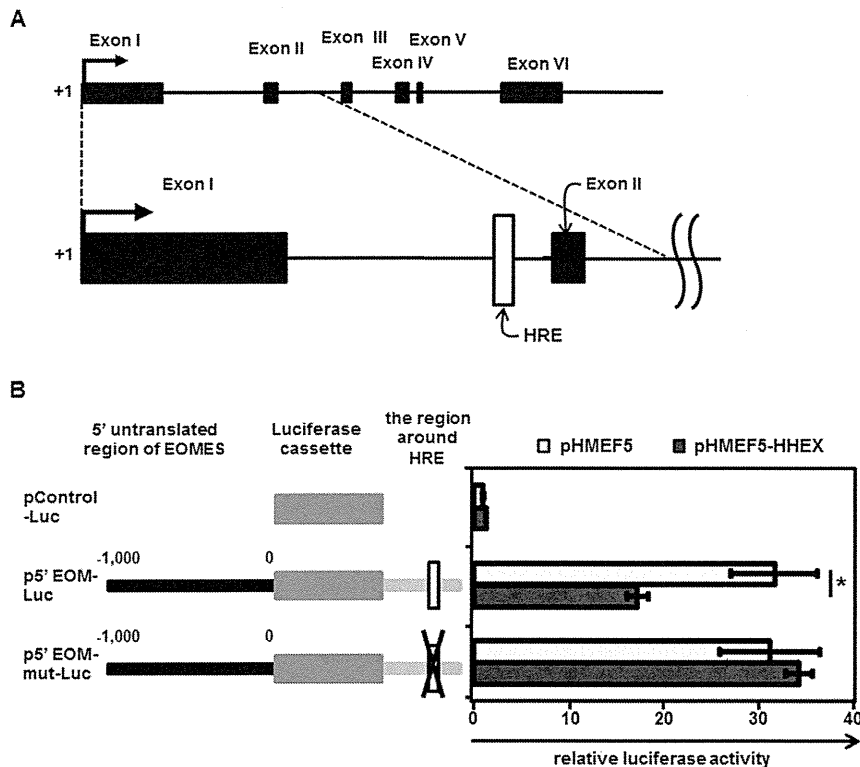 A
Exon I
Exon II
Exon III
Exon IV
Exon V
Exon VI
+1
Exon I
Exon II
+1
HRE
B
5' untranslated
region of EOMES
Luciferase
cassette
the region
around
HRE
pHMEF5
pHMEF5-HHEX
pControl
-Luc
-1,000
0
p5' EOM-
Luc
*
-1,000
0
p5' EOM-
mut-Luc
0
10
20
30
40
relative luciferase activity